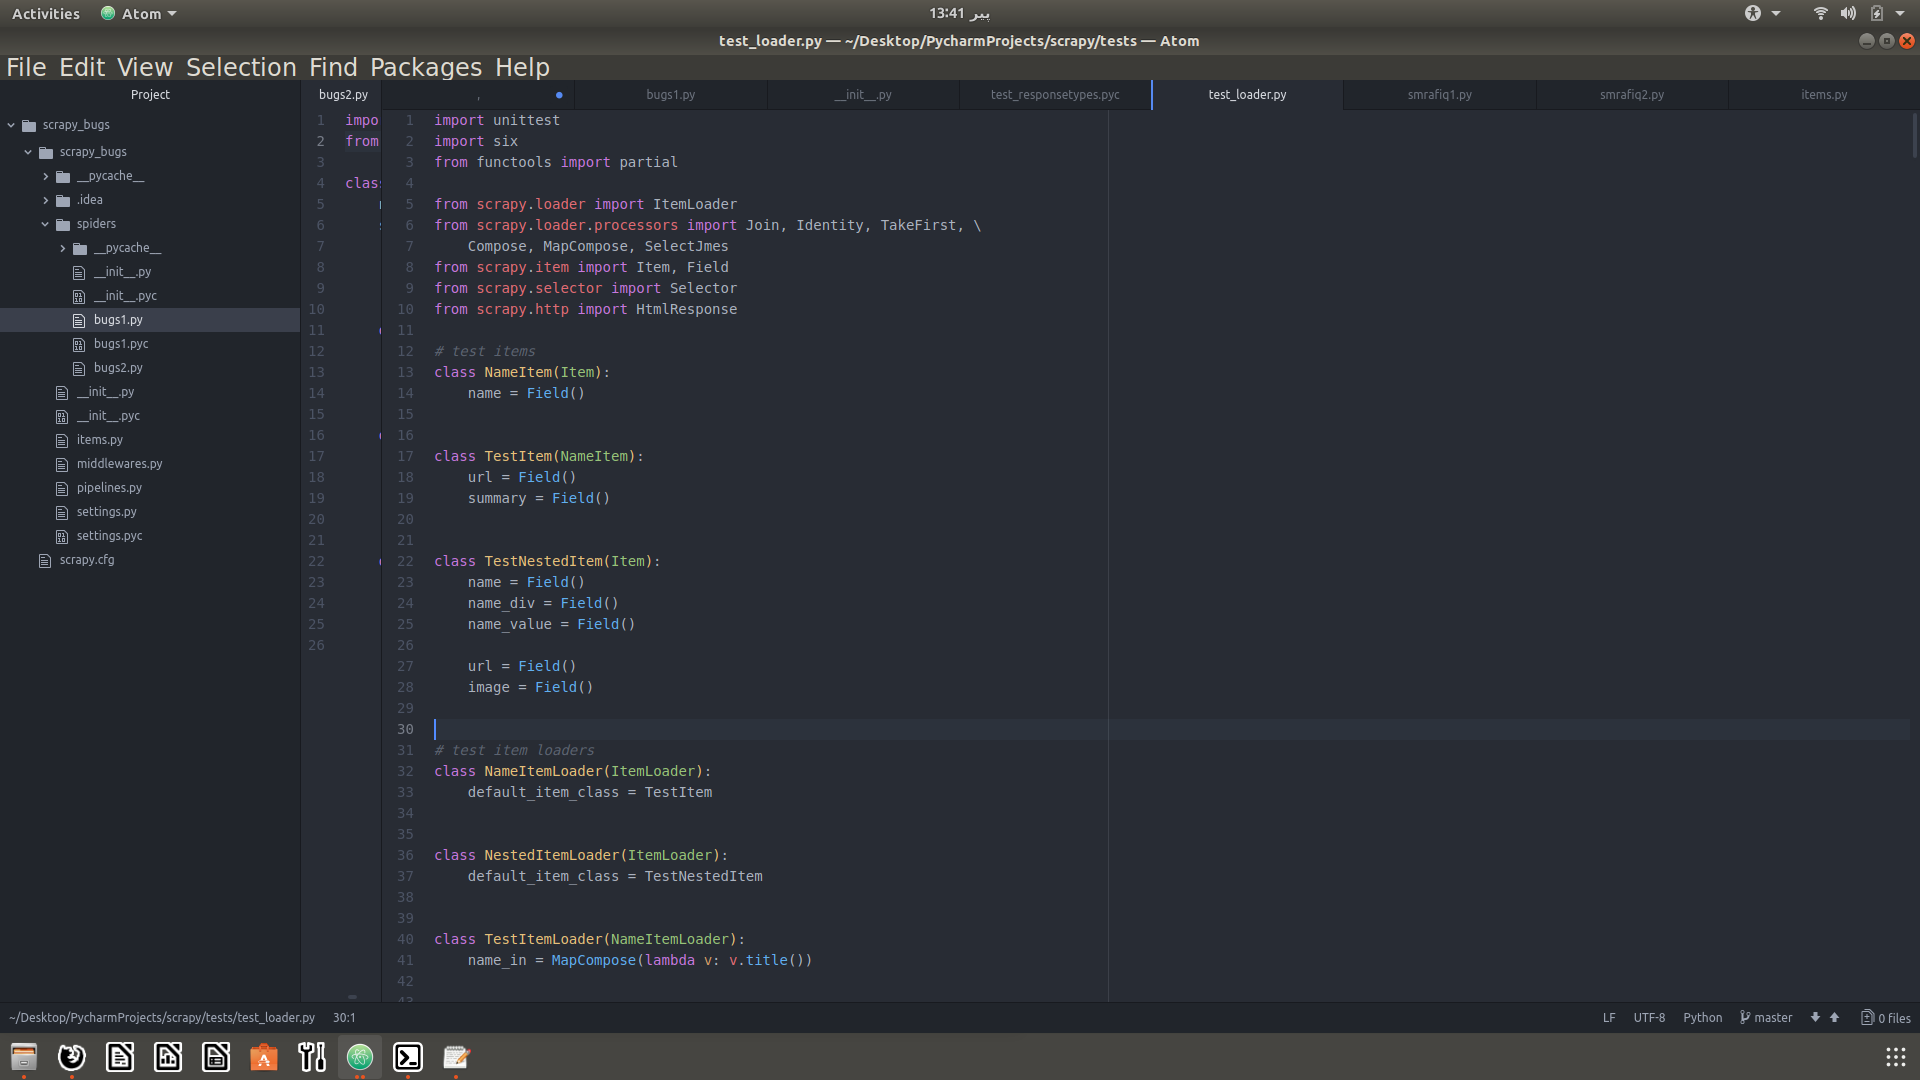 Activities Atom 13:41 پیر
test_loader.py — ~/Desktop/PycharmProjects/scrapy/tests — Atom
File Edit View Selection Find Packages Help
Project
scrapy_bugs
scrapy_bugs
__pycache__
.idea
spiders
__pycache__
__init__.py
__init__.pyc
bugs1.py
bugs1.pyc
bugs2.py
__init__.py
__init__.pyc
items.py
middlewares.py
pipelines.py
settings.py
settings.pyc
scrapy.cfg
bugs2.py , bugs1.py __init__.py test_responsetypes.pyc test_loader.py smrafiq1.py smrafiq2.py items.py
1 impo
2 from
3
4 clas
5
6
7
8
9
10
11
12
13
14
15
16
17
18
19
20
21
22
23
24
25
26
1 import unittest
2 import six
3 from functools import partial
4
5 from scrapy.loader import ItemLoader
6 from scrapy.loader.processors import Join, Identity, TakeFirst, \
7 Compose, MapCompose, SelectJmes
8 from scrapy.item import Item, Field
9 from scrapy.selector import Selector
10 from scrapy.http import HtmlResponse
11
12 # test items
13 class NameItem(Item):
14 name = Field()
15
16
17 class TestItem(NameItem):
18 url = Field()
19 summary = Field()
20
21
22 class TestNestedItem(Item):
23 name = Field()
24 name_div = Field()
25 name_value = Field()
26
27 url = Field()
28 image = Field()
29
30
31 # test item loaders
32 class NameItemLoader(ItemLoader):
33 default_item_class = TestItem
34
35
36 class NestedItemLoader(ItemLoader):
37 default_item_class = TestNestedItem
38
39
40 class TestItemLoader(NameItemLoader):
41 name_in = MapCompose(lambda v: v.title())
42
~/Desktop/PycharmProjects/scrapy/tests/test_loader.py 30:1 LF UTF-8 Python master 0 files